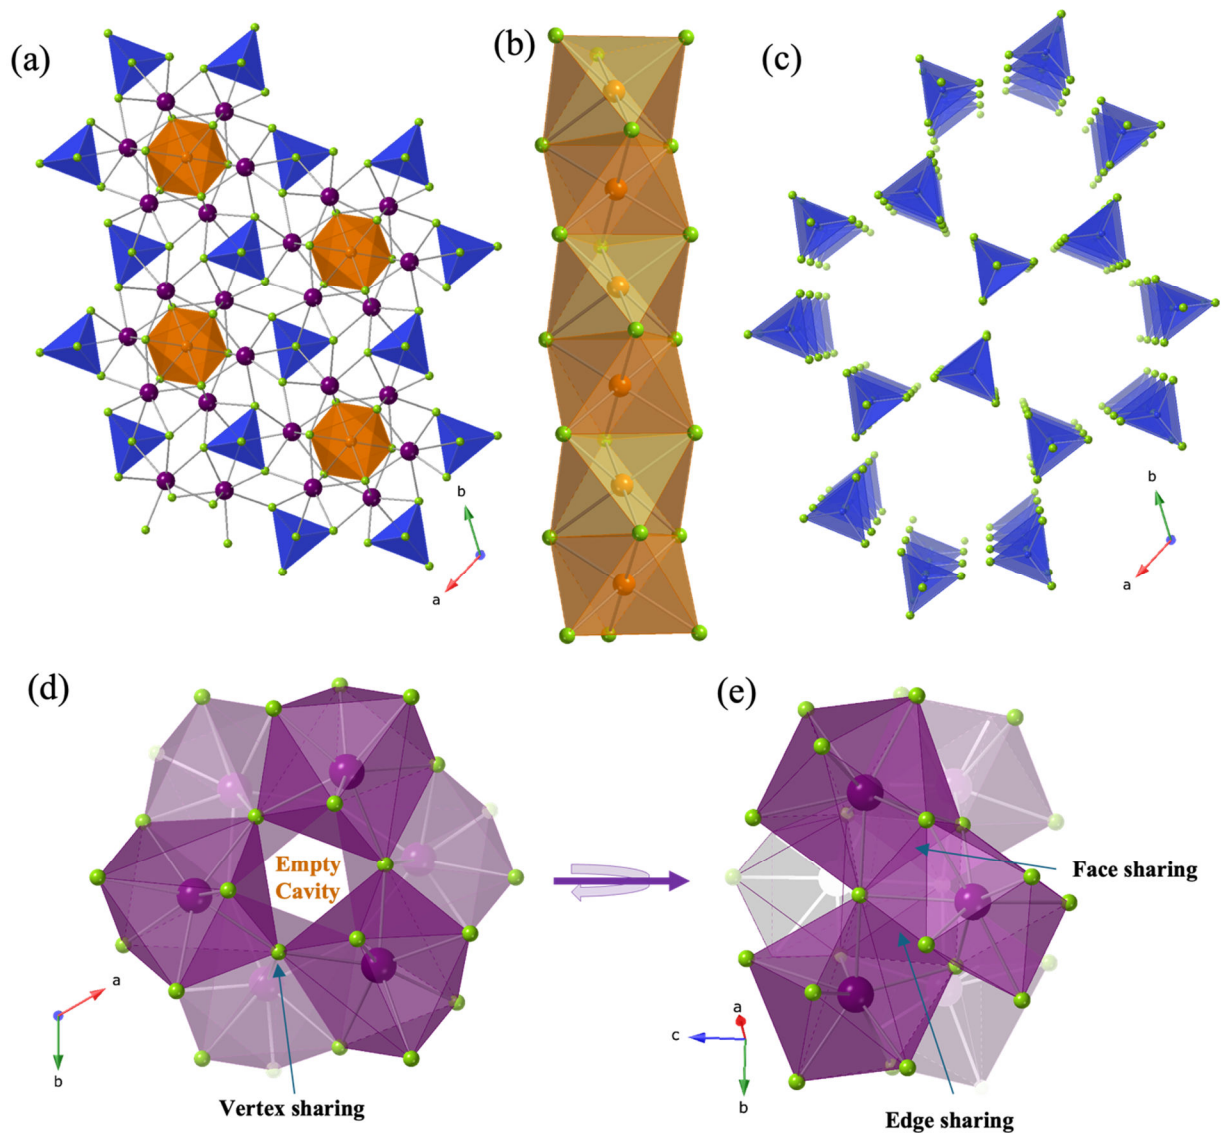 (a)
(b)
(c)
b
a
b
a
(d)
(e)
Empty
Cavity
Face sharing
a
b
a
c
b
Vertex sharing
Edge sharing